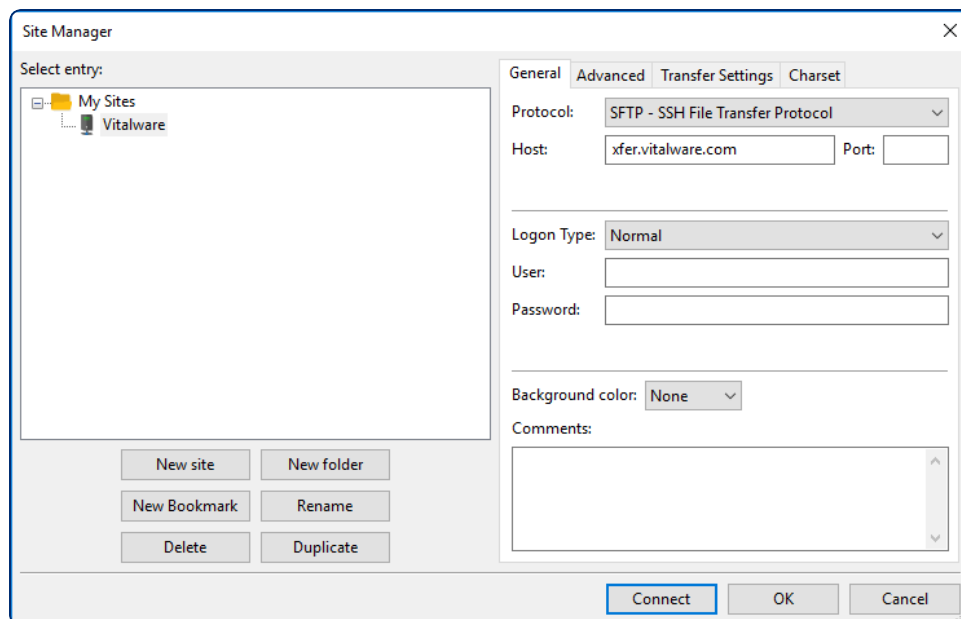 Site Manager
Select entry:
My Sites
Vitalware
New site
New folder
New Bookmark
Rename
Delete
Duplicate
General
Advanced
Transfer Settings
Charset
Protocol:
SFTP - SSH File Transfer Protocol
Host:
xfer.vitalware.com
Port:
Logon Type:
Normal
User:
Password:
Background color:
None
Comments:
Connect
OK
Cancel